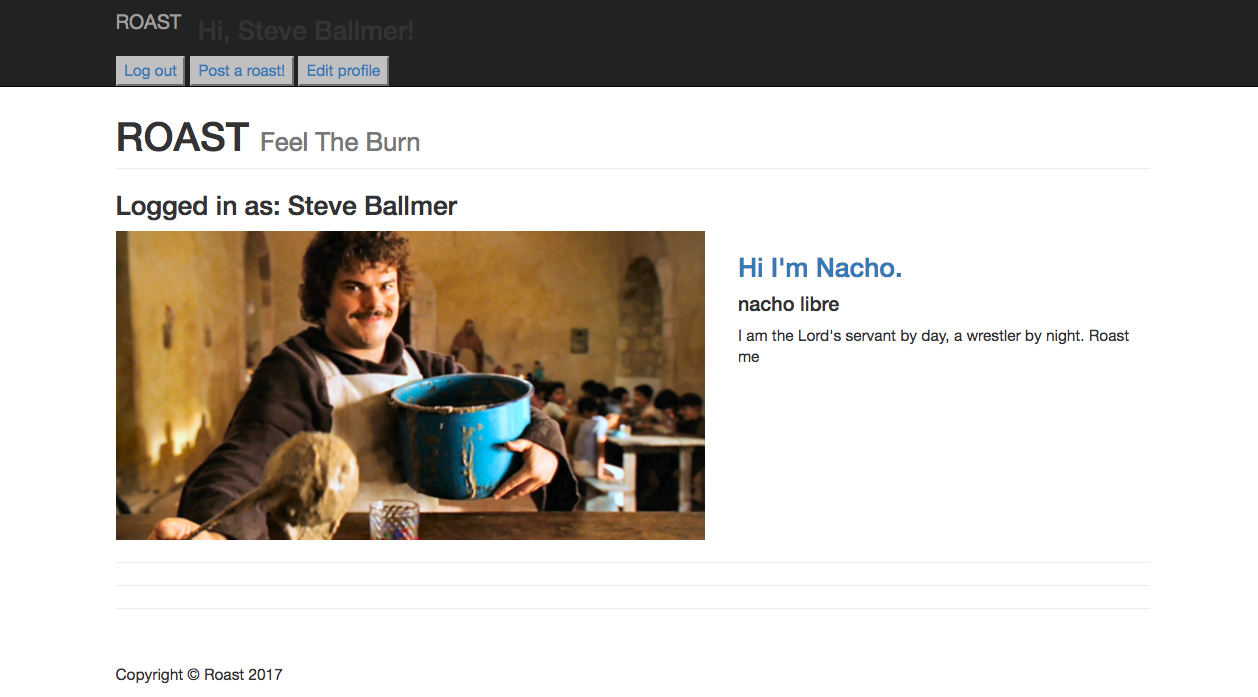 ROAST Hi, Steve Ballmer!
Log out Post a roast! Edit profile
ROAST Feel The Burn
Logged in as: Steve Ballmer
Hi I'm Nacho.
nacho libre
I am the Lord's servant by day, a wrestler by night. Roast
me
Copyright © Roast 2017